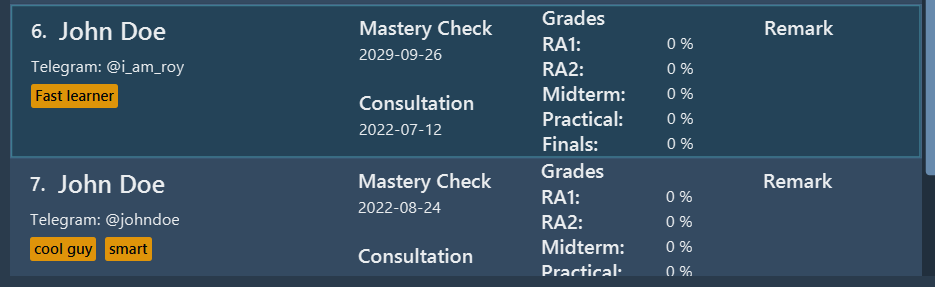 6. John Doe
Telegram: @i_am_roy
Fast learner
Mastery Check
2029-09-26
Consultation
2022-07-12
Grades
RA1: 0 %
RA2: 0 %
Midterm: 0 %
Practical: 0 %
Finals: 0 %
Remark
7. John Doe
Telegram: @johndoe
cool guy smart
Mastery Check
2022-08-24
Consultation
Grades
RA1: 0 %
RA2: 0 %
Midterm: 0 %
Practical: 0 %
Remark